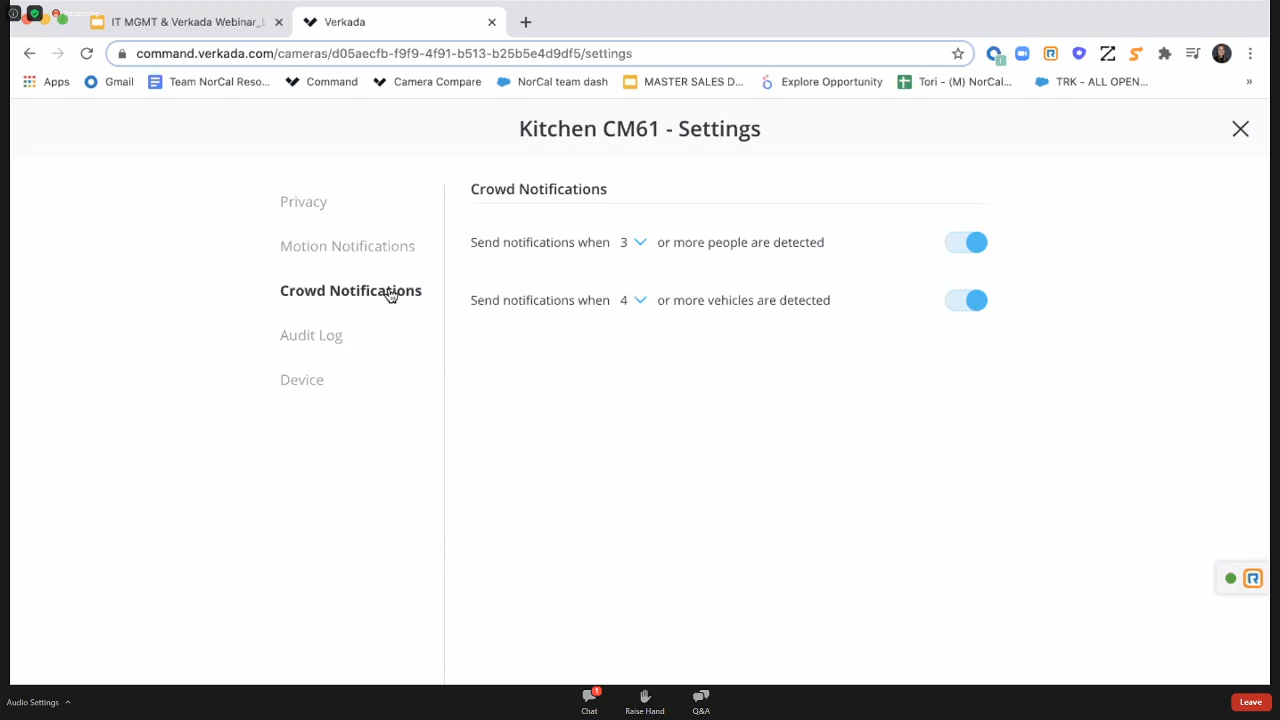 Recording
IT MGMT & Verkada Webinar_
Verkada
command.verkada.com/cameras/d05aecfb-f9f9-4f91-b513-b25b5e4d9df5/settings
Apps
Gmail
Team NorCal Reso...
Command
Camera Compare
NorCal team dash
MASTER SALES D...
Explore Opportunity
Tori - (M) NorCal...
TRK - ALL OPEN...
»
Kitchen CM61 - Settings
Privacy
Motion Notifications
Crowd Notifications
Audit Log
Device
Crowd Notifications
Send notifications when 3 or more people are detected
Send notifications when 4 or more vehicles are detected
Audio Settings
Chat
1
Raise Hand
Q&A
Leave